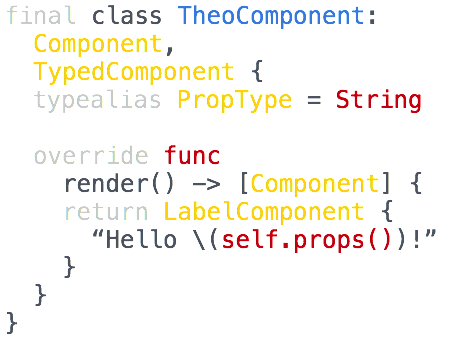 final class TheoComponent:
Component,
TypedComponent {
typealias PropType = String
override func
render() -> [Component] {
return LabelComponent {
“Hello \(self.props())!”
}
}
}